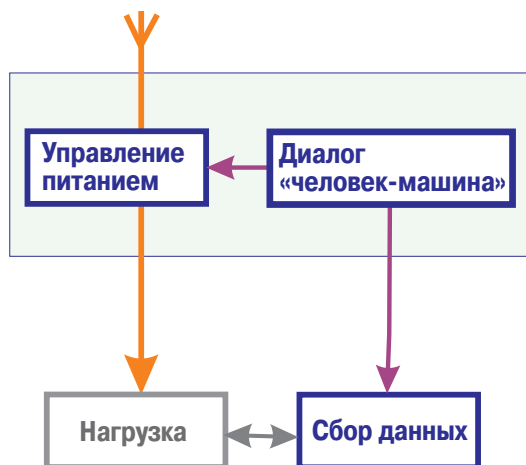 Управление
питанием
Диалог
«человек-машина»
Нагрузка
Сбор данных